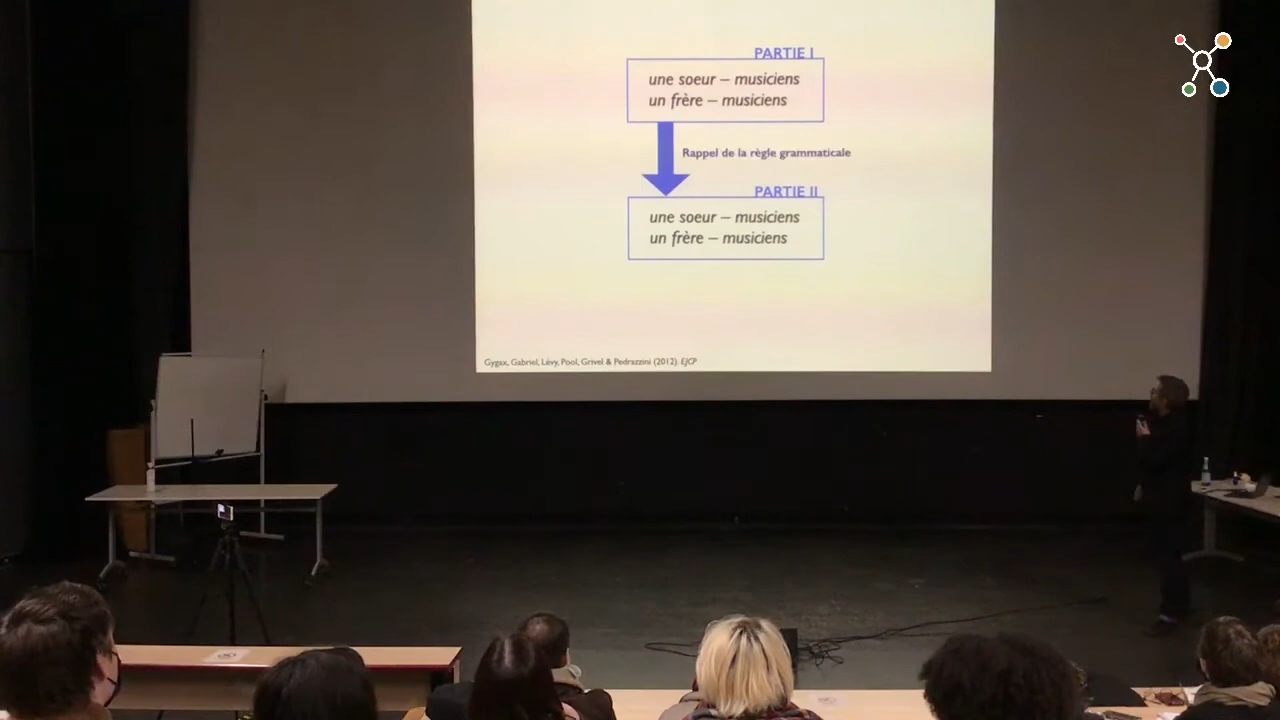 PARTIE I
une soeur – musiciens
un frère – musiciens
Rappel de la règle grammaticale
PARTIE II
une soeur – musiciens
un frère – musiciens
Gygax, Gabriel, Lévy, Pool, Grivel & Pedrazzini (2012). EJCP